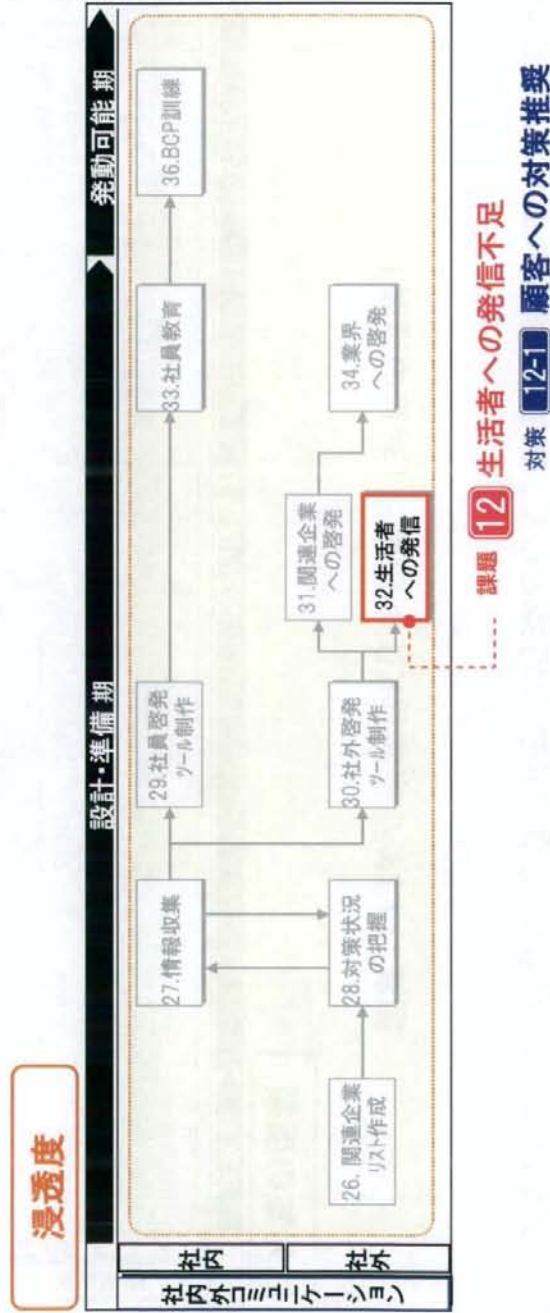 浸透度
設計・準備 期
発動可能 期
社内外コミュニケーション
社内
社外
27.情報収集
29.社員啓発
ツール制作
33.社員教育
36.BCP訓練
26. 関連企業
リスト作成
28.対策状況
の把握
30.社外啓発
ツール制作
31.関連企業
への啓発
32.生活者
への発信
34.業界
への啓発
課題 12 生活者への発信不足
対策 12-1 顧客への対策推奨